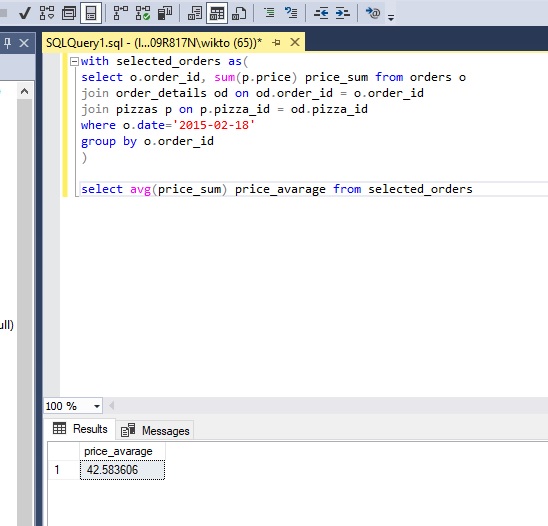 SQLQuery1.sql - (l...09R817N\wikto (65))*
with selected_orders as(
select o.order_id, sum(p.price) price_sum from orders o
join order_details od on od.order_id = o.order_id
join pizzas p on p.pizza_id = od.pizza_id
where o.date='2015-02-18'
group by o.order_id
)
select avg(price_sum) price_avarage from selected_orders
ull)
100 %
Results Messages
price_avarage
1 42.583606